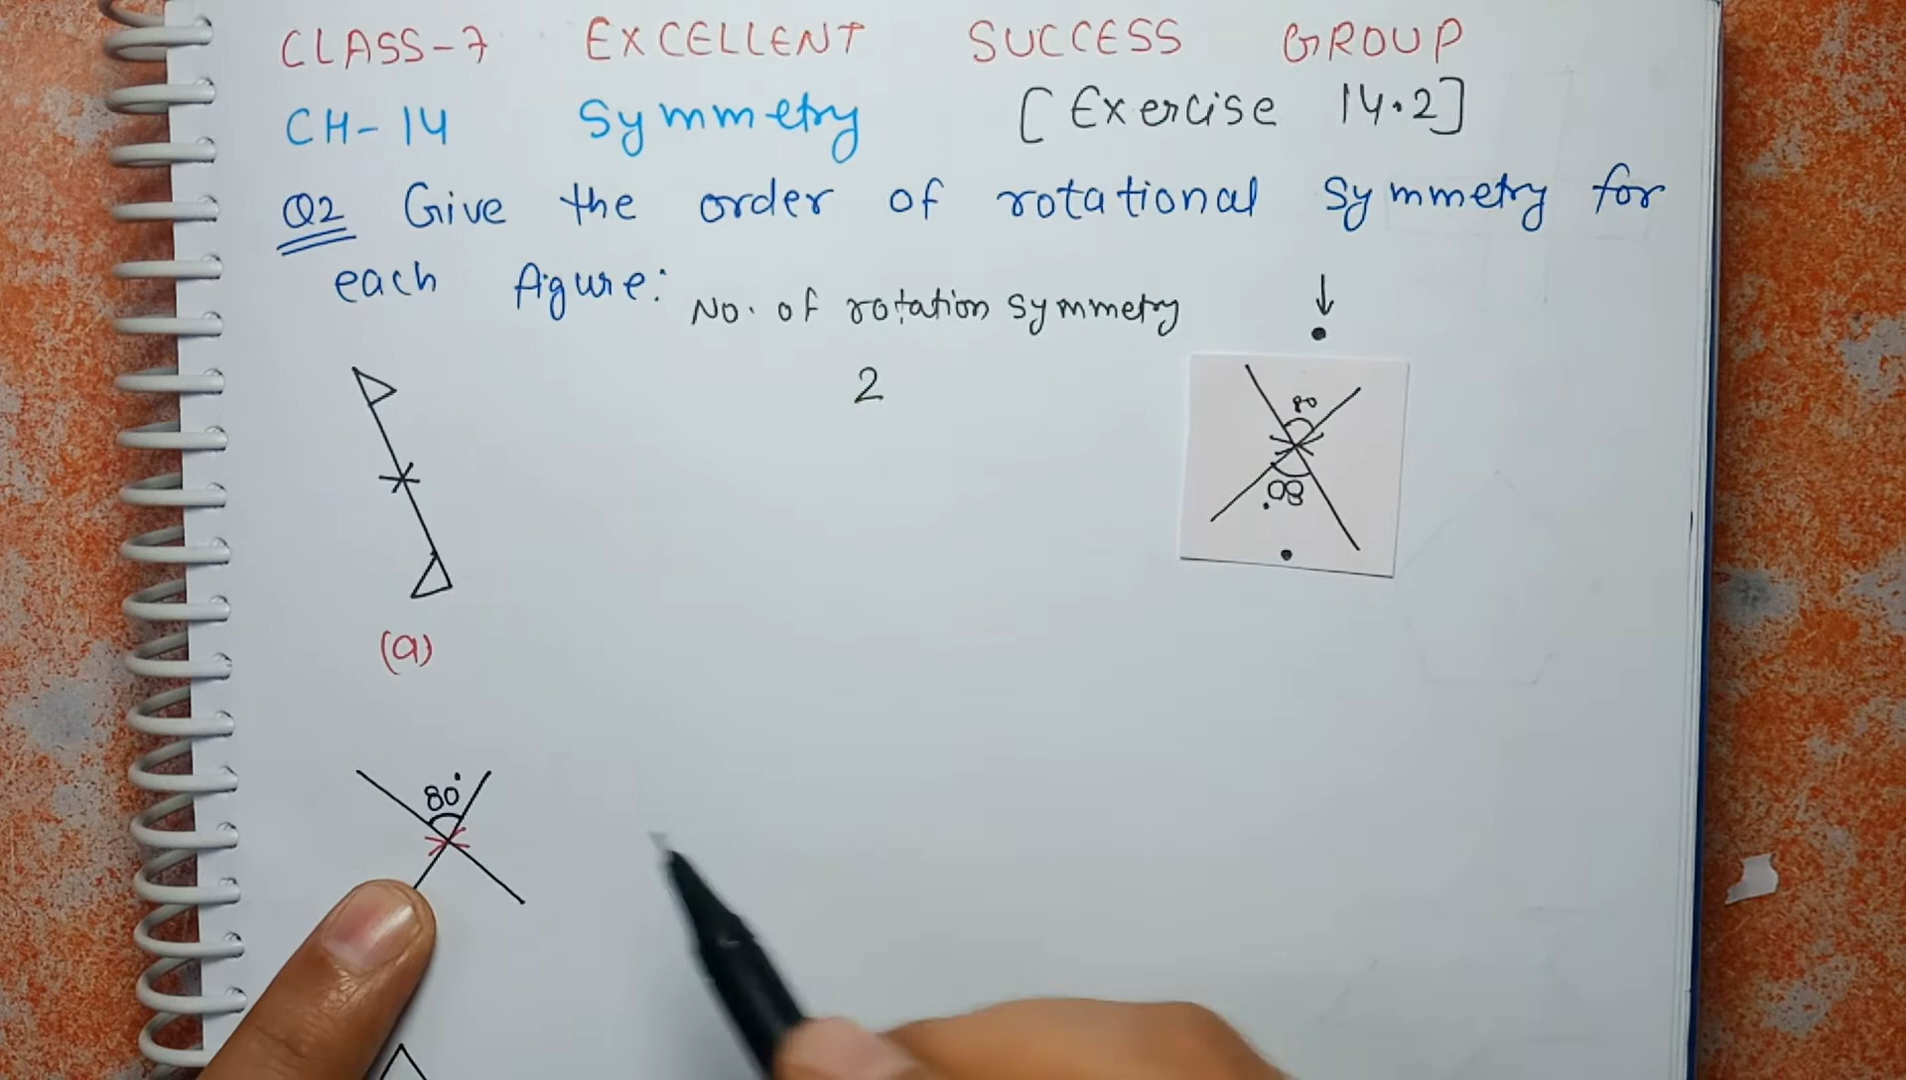 CLASS-7 EXCELLENT SUCCESS GROUP
CH-14 Symmetry [Exercise 14.2]
Q2 Give the order of rotational symmetry for
each figure:
No. of rotation symmetry
2
80
80°
(a)
80°